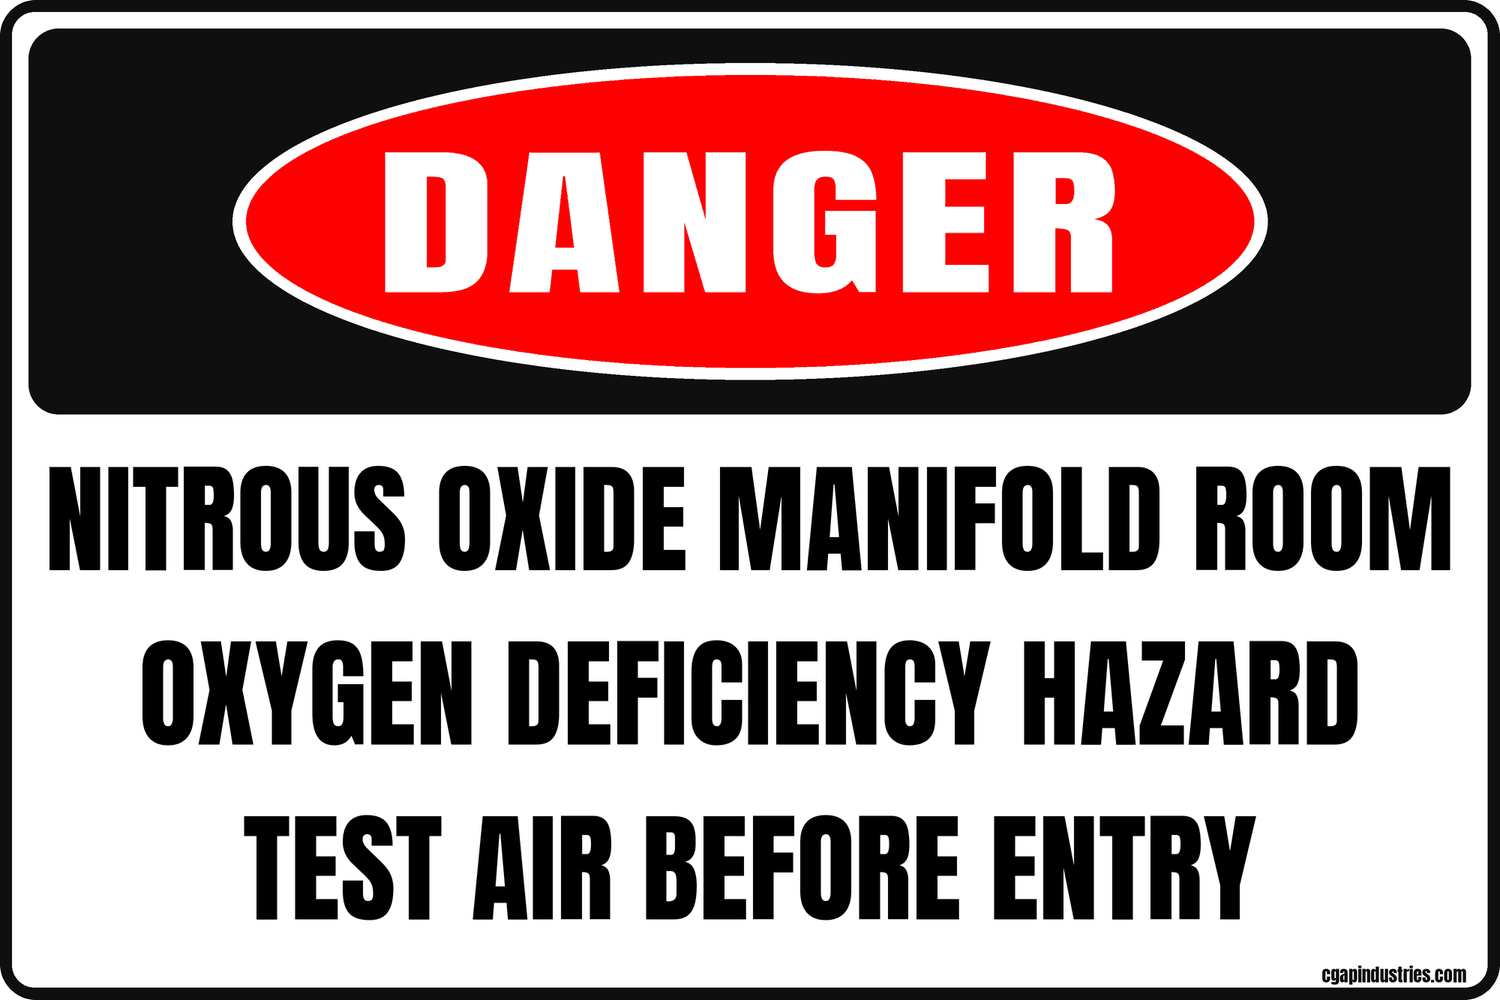 DANGER
NITROUS OXIDE MANIFOLD ROOM
OXYGEN DEFICIENCY HAZARD
TEST AIR BEFORE ENTRY
cgapindustries.com